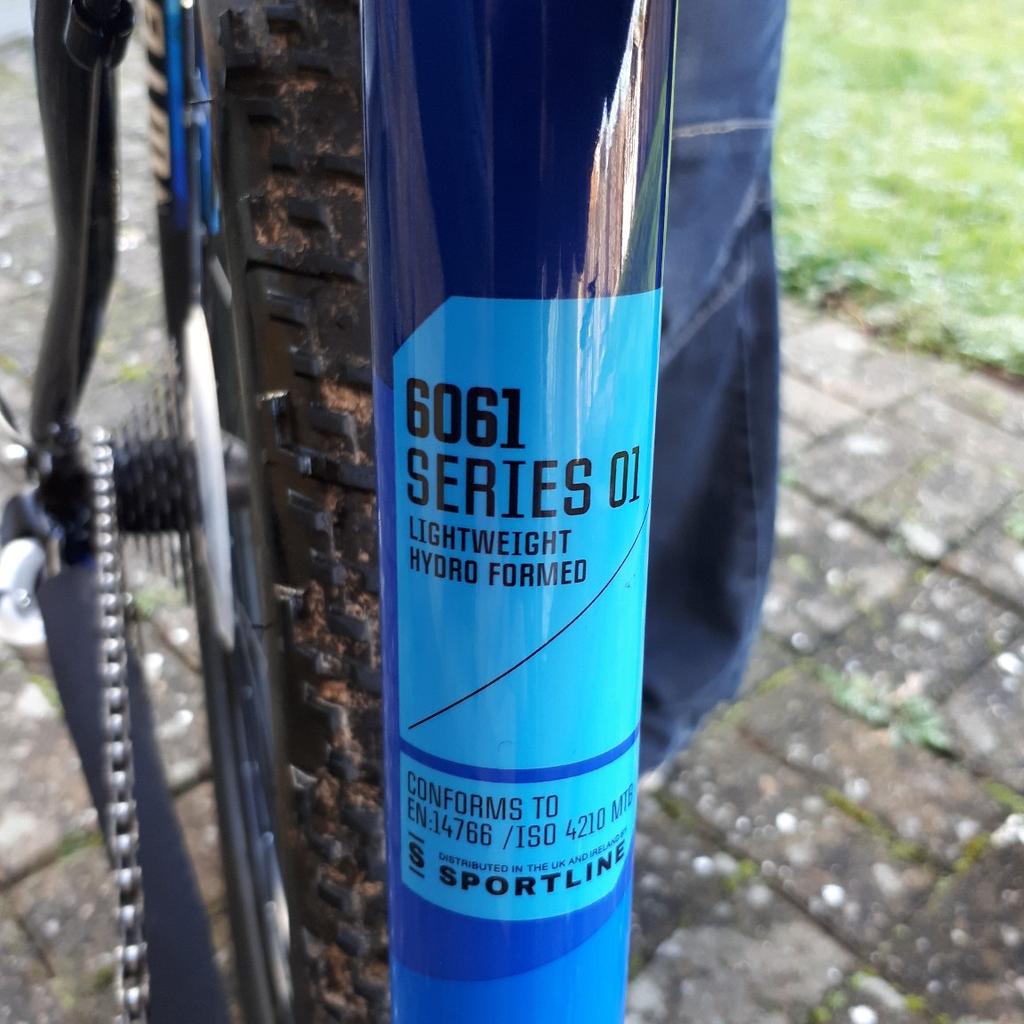 6061
SERIES 01
LIGHTWEIGHT
HYDRO FORMED
CONFORMS TO
EN:14766 /ISO 4210 MTB
DISTRIBUTED IN THE UK AND IRELAND BY
S SPORTLINE